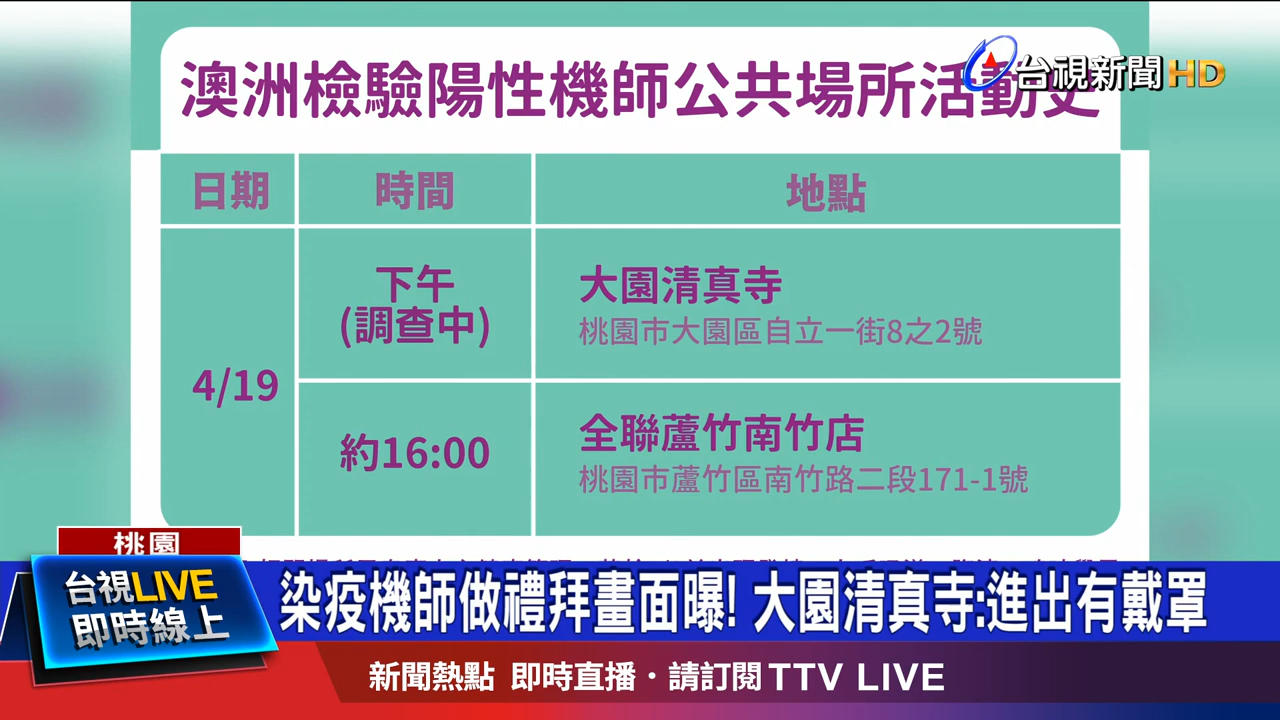 澳洲檢驗陽性機師公共場所活動史
台視新聞HD
日期 時間 地點
4/19
下午
(調查中)
大園清真寺
桃園市大園區自立一街8之2號
約16:00
全聯蘆竹南竹店
桃園市蘆竹區南竹路二段171-1號
桃園
台視LIVE
即時線上
染疫機師做禮拜畫面曝! 大園清真寺:進出有戴罩
新聞熱點 即時直播·請訂閱TTV LIVE